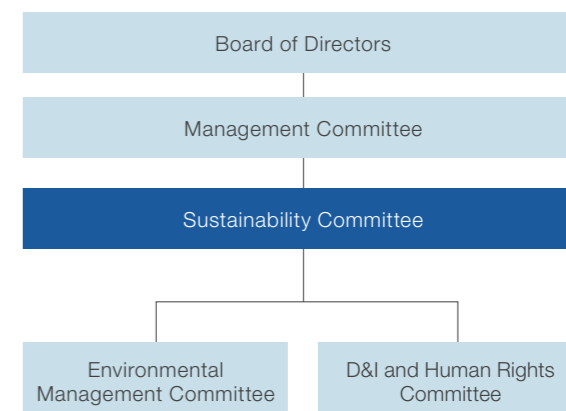 Board of Directors
Management Committee
Sustainability Committee
Environmental
Management Committee
D&I and Human Rights
Committee